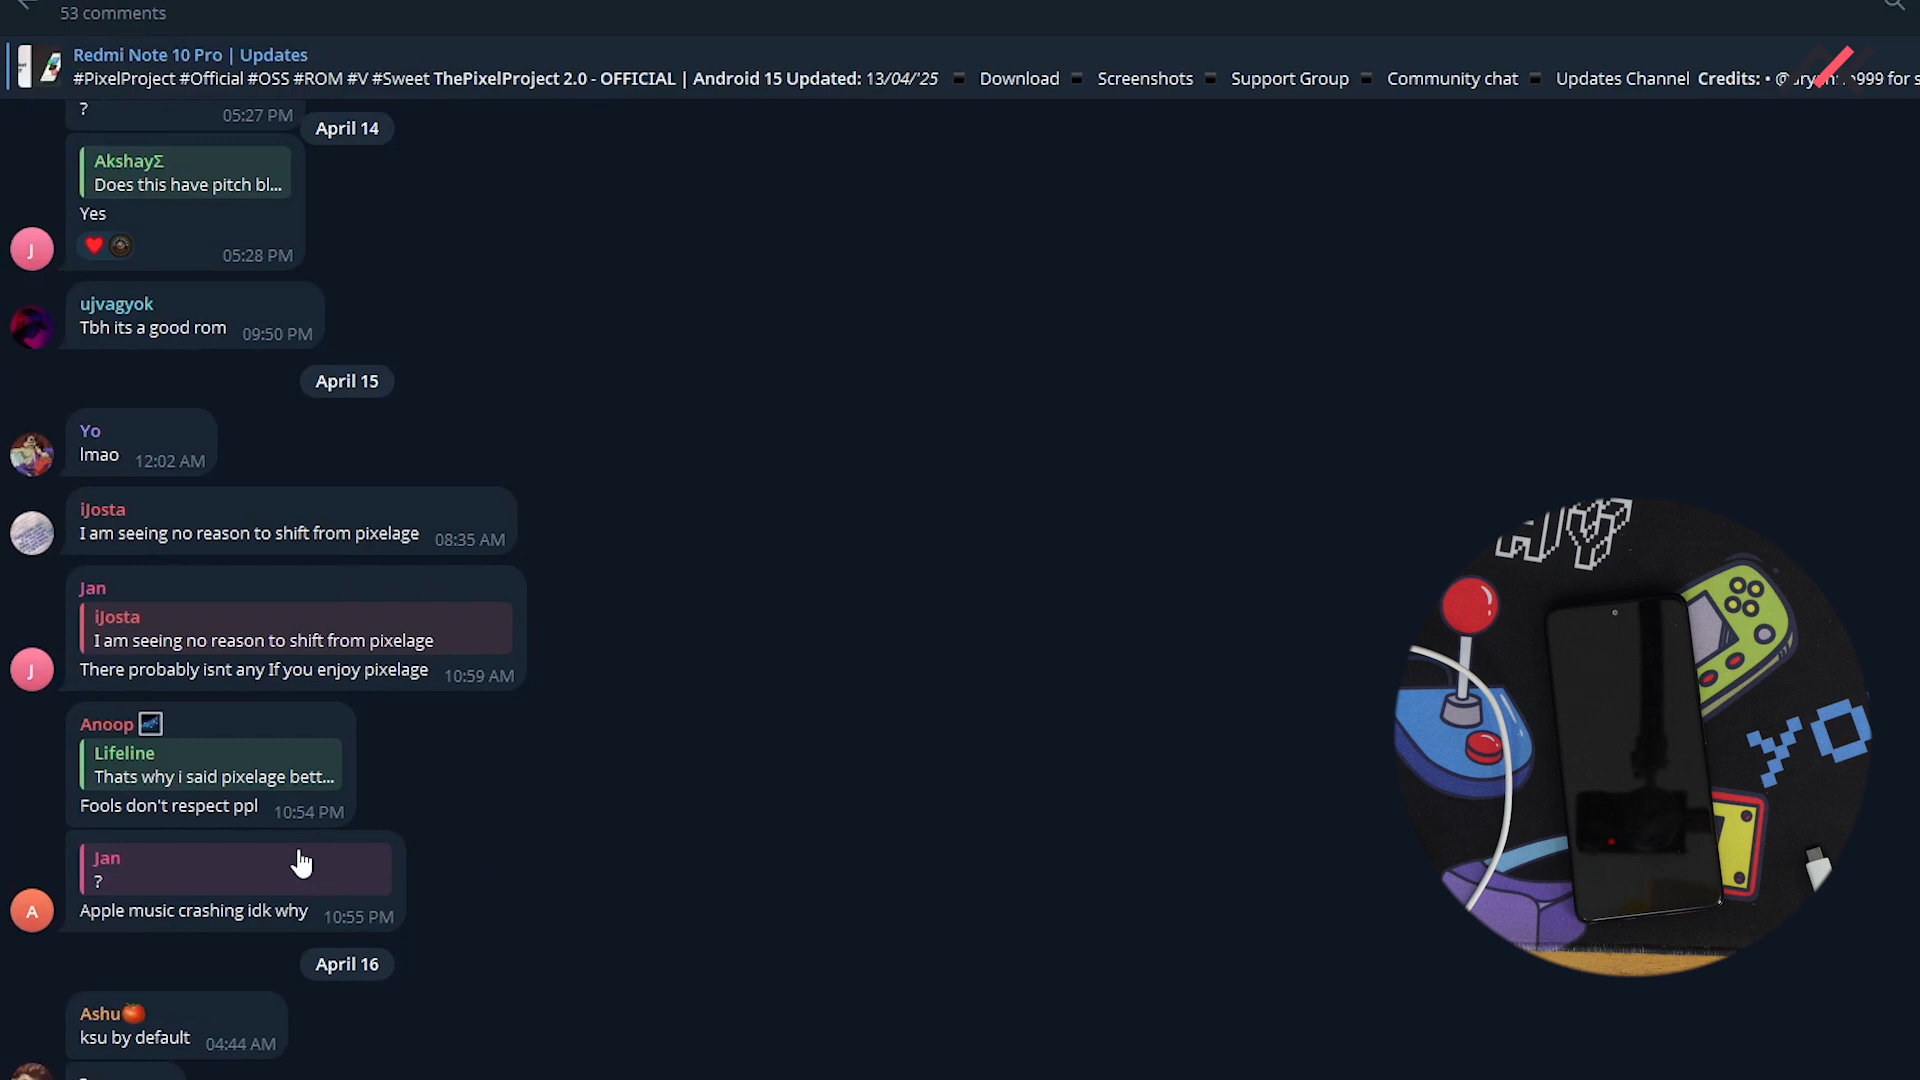 53 comments
Redmi Note 10 Pro | Updates
#PixelProject #Official #OSS #ROM #V #Sweet ThePixelProject 2.0 - OFFICIAL | Android 15 Updated: 13/04/'25 ▪ Download ▪ Screenshots ▪ Support Group ▪ Community chat ▪ Updates Channel Credits: • 999 for s
?
05:27 PM
April 14
AkshayΣ
Does this have pitch bl...
Yes
❤️
05:28 PM
J
ujvagyok
Tbh its a good rom 09:50 PM
April 15
Yo
lmao 12:02 AM
iJosta
I am seeing no reason to shift from pixelage 08:35 AM
Jan
iJosta
I am seeing no reason to shift from pixelage
There probably isnt any If you enjoy pixelage 10:59 AM
J
Anoop
Lifeline
Thats why i said pixelage bett...
Fools don't respect ppl 10:54 PM
Jan
?
Apple music crashing idk why 10:55 PM
A
April 16
Ashu🍅
ksu by default 04:44 AM
YO